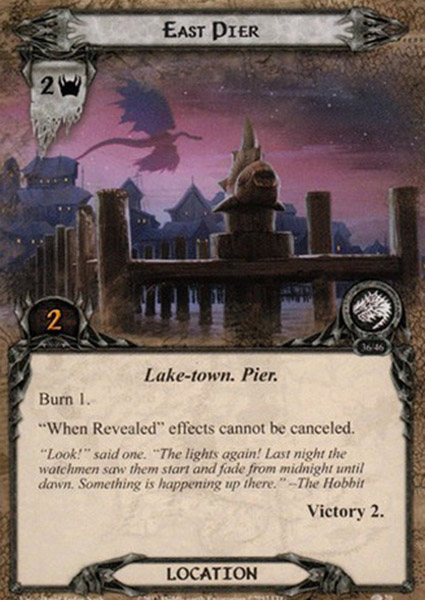 East Pier
2
2
36/46
Lake-town. Pier.
Burn 1.
“When Revealed” effects cannot be canceled.
“Look!” said one. “The lights again! Last night the
watchmen saw them start and fade from midnight until
dawn. Something is happening up there.” –The Hobbit
Victory 2.
LOCATION